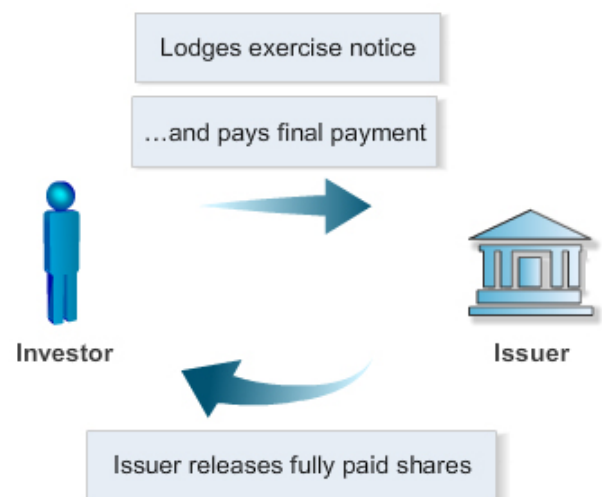 Lodges exercise notice
…and pays final payment
Investor
Issuer
Issuer releases fully paid shares